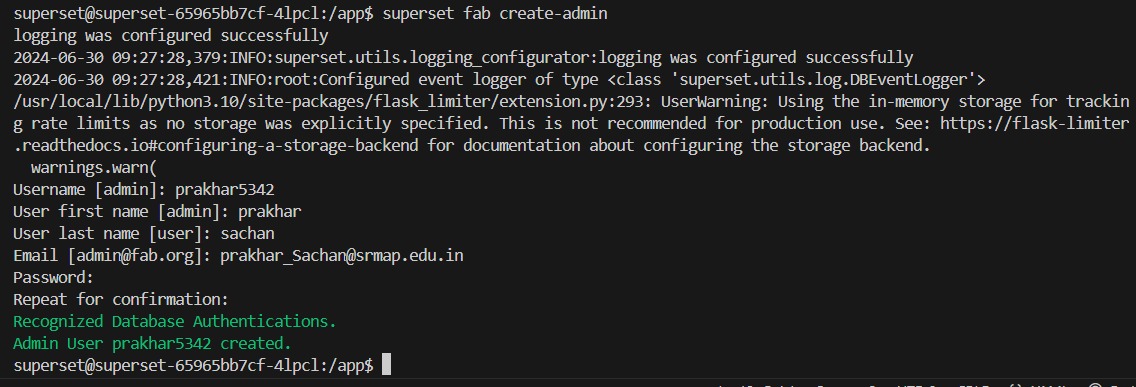 superset@superset-65965bb7cf-4lpcl:/app$ superset fab create-admin
logging was configured successfully
2024-06-30 09:27:28,379:INFO:superset.utils.logging_configurator:logging was configured successfully
2024-06-30 09:27:28,421:INFO:root:Configured event logger of type <class 'superset.utils.log.DBEventLogger'>
/usr/local/lib/python3.10/site-packages/flask_limiter/extension.py:293: UserWarning: Using the in-memory storage for trackin
g rate limits as no storage was explicitly specified. This is not recommended for production use. See: https://flask-limiter
.readthedocs.io#configuring-a-storage-backend for documentation about configuring the storage backend.
  warnings.warn(
Username [admin]: prakhar5342
User first name [admin]: prakhar
User last name [user]: sachan
Email [admin@fab.org]: prakhar_Sachan@srmap.edu.in
Password:
Repeat for confirmation:
Recognized Database Authentications.
Admin User prakhar5342 created.
superset@superset-65965bb7cf-4lpcl:/app$